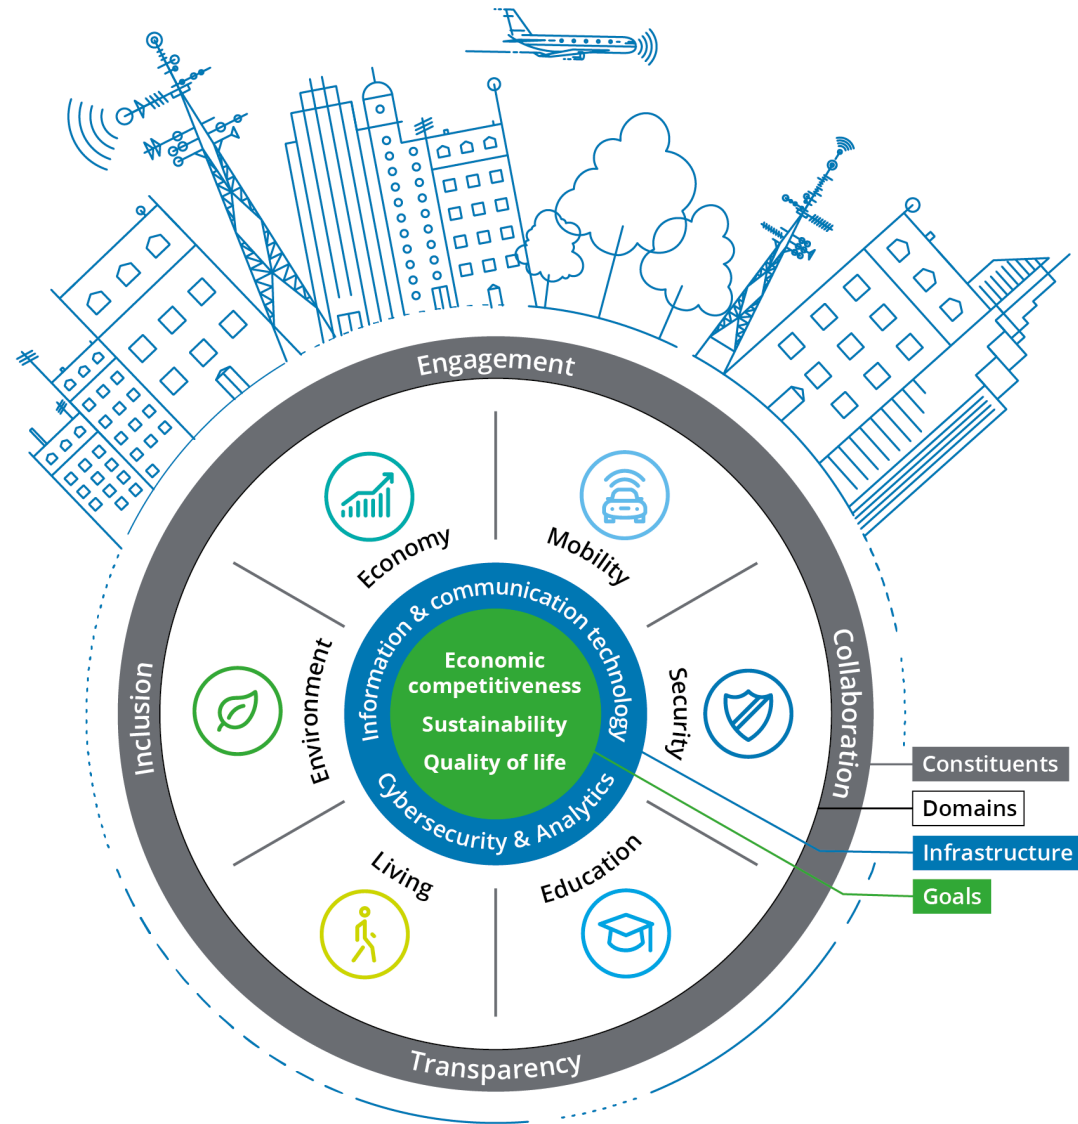 Engagement
Economy
Mobility
Information & communication technology
Inclusion
Environment
Economic
competitiveness
Sustainability
Quality of life
Security
Collaboration
Cybersecurity & Analytics
Living
Education
Transparency
Constituents
Domains
Infrastructure
Goals